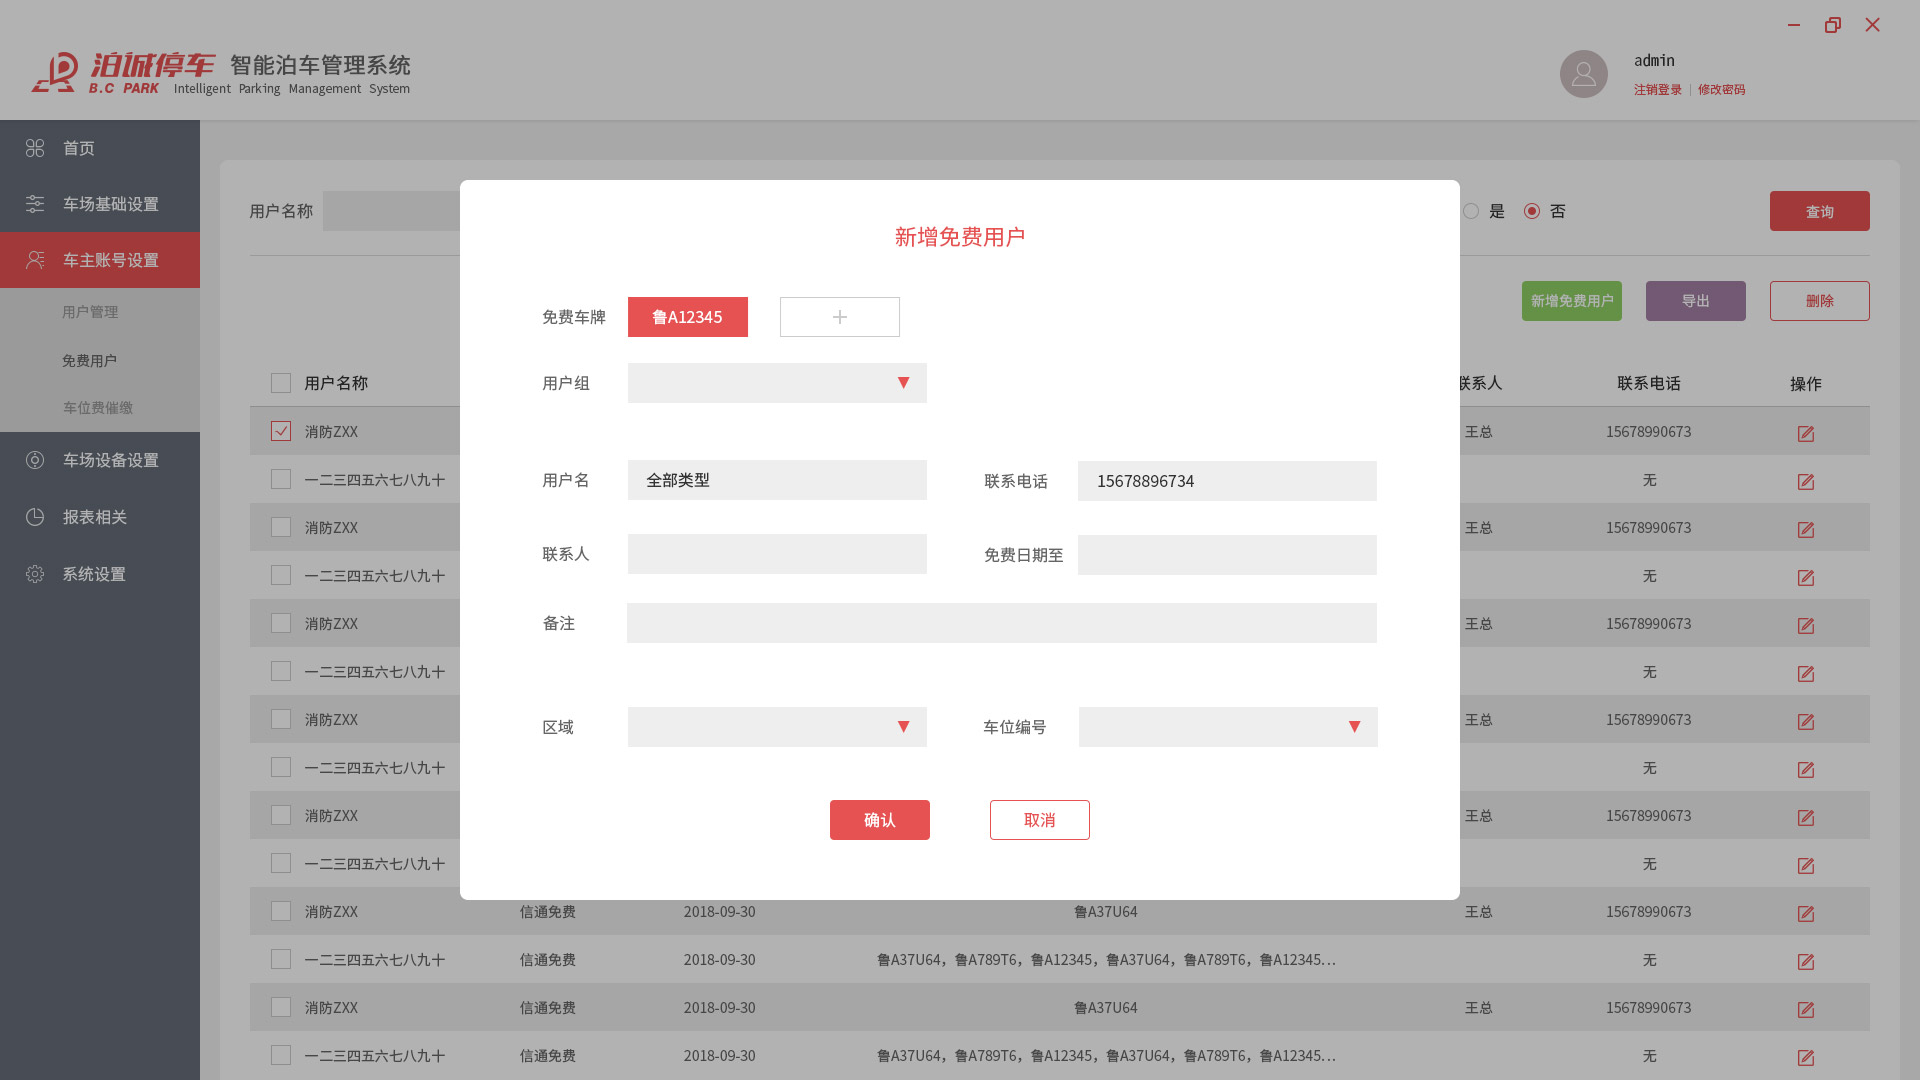 泊诚停车 智能泊车管理系统
B.C PARK Intelligent Parking Management System
admin
注销登录 | 修改密码
首页
车场基础设置
车主账号设置
用户管理
免费用户
车位费催缴
车场设备设置
报表相关
系统设置
用户名称
是 否 查询
新增免费用户 导出 删除
新增免费用户
免费车牌 鲁A12345 +
用户组
用户名 全部类型 联系电话 15678896734
联系人 免费日期至
备注
区域 车位编号
确认 取消
用户名称 联系人 联系电话 操作
消防ZXX 王总 15678990673
一二三四五六七八九十 无
消防ZXX 王总 15678990673
一二三四五六七八九十 无
消防ZXX 王总 15678990673
一二三四五六七八九十 无
消防ZXX 王总 15678990673
一二三四五六七八九十 无
消防ZXX 王总 15678990673
一二三四五六七八九十 无
消防ZXX 信通免费 2018-09-30 鲁A37U64 王总 15678990673
一二三四五六七八九十 信通免费 2018-09-30 鲁A37U64，鲁A789T6，鲁A12345，鲁A37U64，鲁A789T6，鲁A12345... 无
消防ZXX 信通免费 2018-09-30 鲁A37U64 王总 15678990673
一二三四五六七八九十 信通免费 2018-09-30 鲁A37U64，鲁A789T6，鲁A12345，鲁A37U64，鲁A789T6，鲁A12345... 无